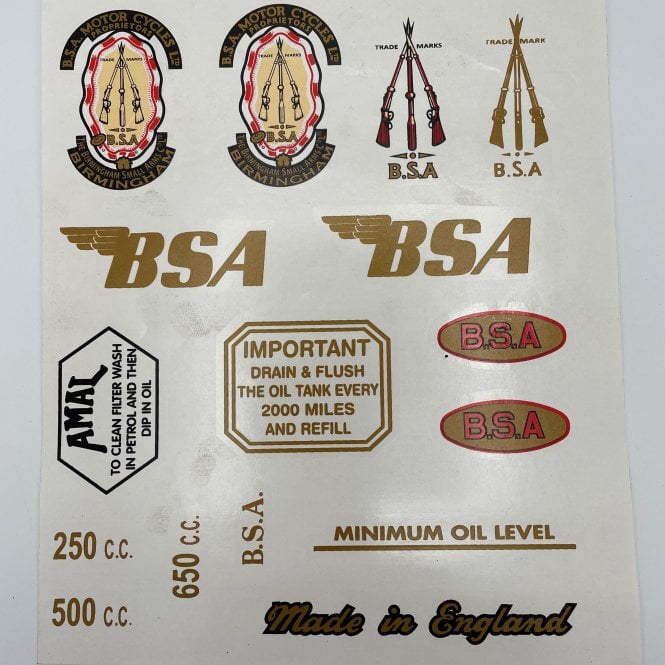 B.S.A. MOTOR CYCLES LTD
PROPRIETORS
TRADE MARKS
B.S.A
THE BIRMINGHAM SMALL ARMS CO LTD
BIRMINGHAM
B.S.A. MOTOR CYCLES LTD
PROPRIETORS
TRADE MARKS
B.S.A
THE BIRMINGHAM SMALL ARMS CO LTD
BIRMINGHAM
TRADE MARKS
B.S.A
TRADE MARK
B.S.A
BSA
BSA
AMAL
TO CLEAN FILTER WASH
IN PETROL AND THEN
DIP IN OIL
IMPORTANT
DRAIN & FLUSH
THE OIL TANK EVERY
2000 MILES
AND REFILL
B.S.A
B.S.A
250 C.C.
500 C.C.
650 C.C.
B.S.A.
MINIMUM OIL LEVEL
Made in England